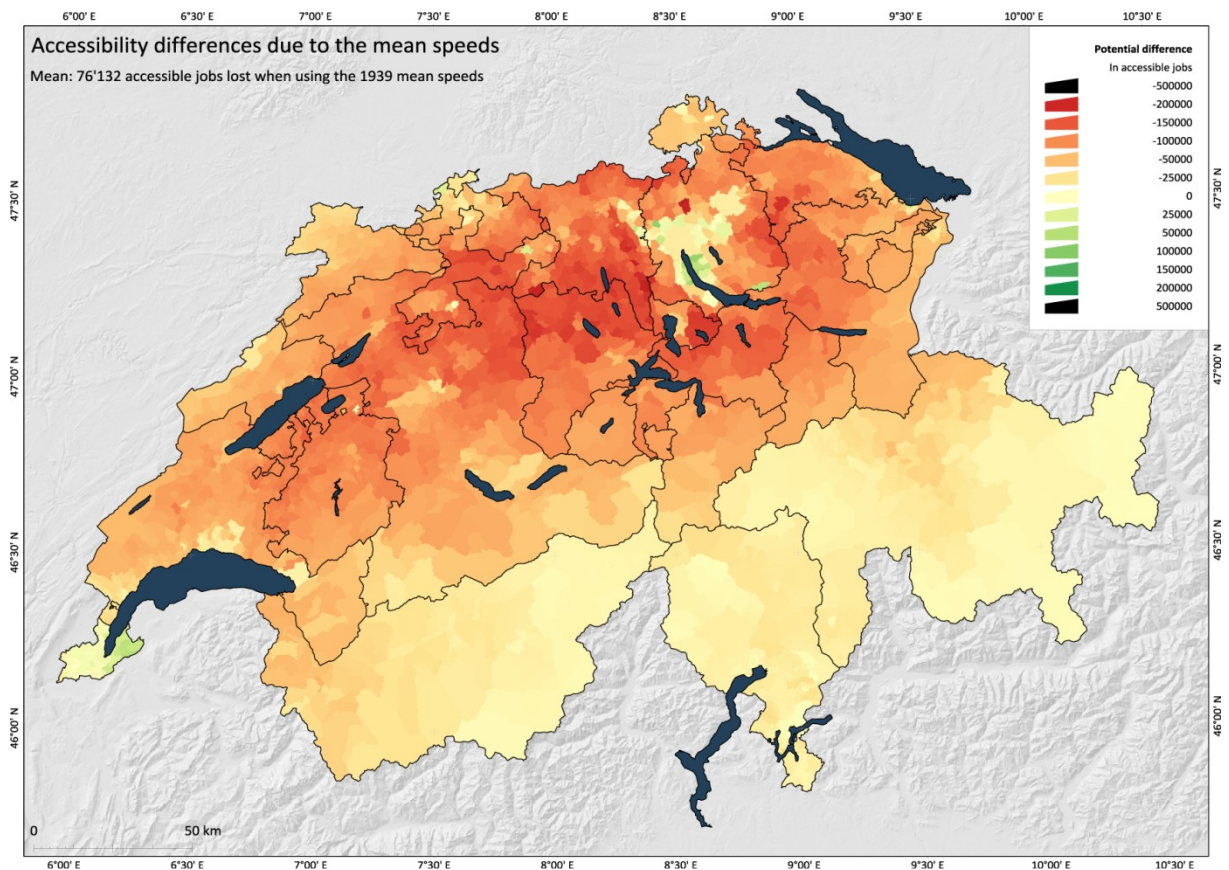 6°00' E 6°30' E 7°00' E 7°30' E 8°00' E 8°30' E 9°00' E 9°30' E 10°00' E 10°30' E
Accessibility differences due to the mean speeds
Mean: 76'132 accessible jobs lost when using the 1939 mean speeds
Potential difference
In accessible jobs
-500000
-200000
-150000
-100000
-50000
-25000
0
25000
50000
100000
150000
200000
500000
47°30' N 47°30' N
47°00' N 47°00' N
46°30' N 46°30' N
46°00' N 46°00' N
0 50 km
6°00' E 6°30' E 7°00' E 7°30' E 8°00' E 8°30' E 9°00' E 9°30' E 10°00' E 10°30' E